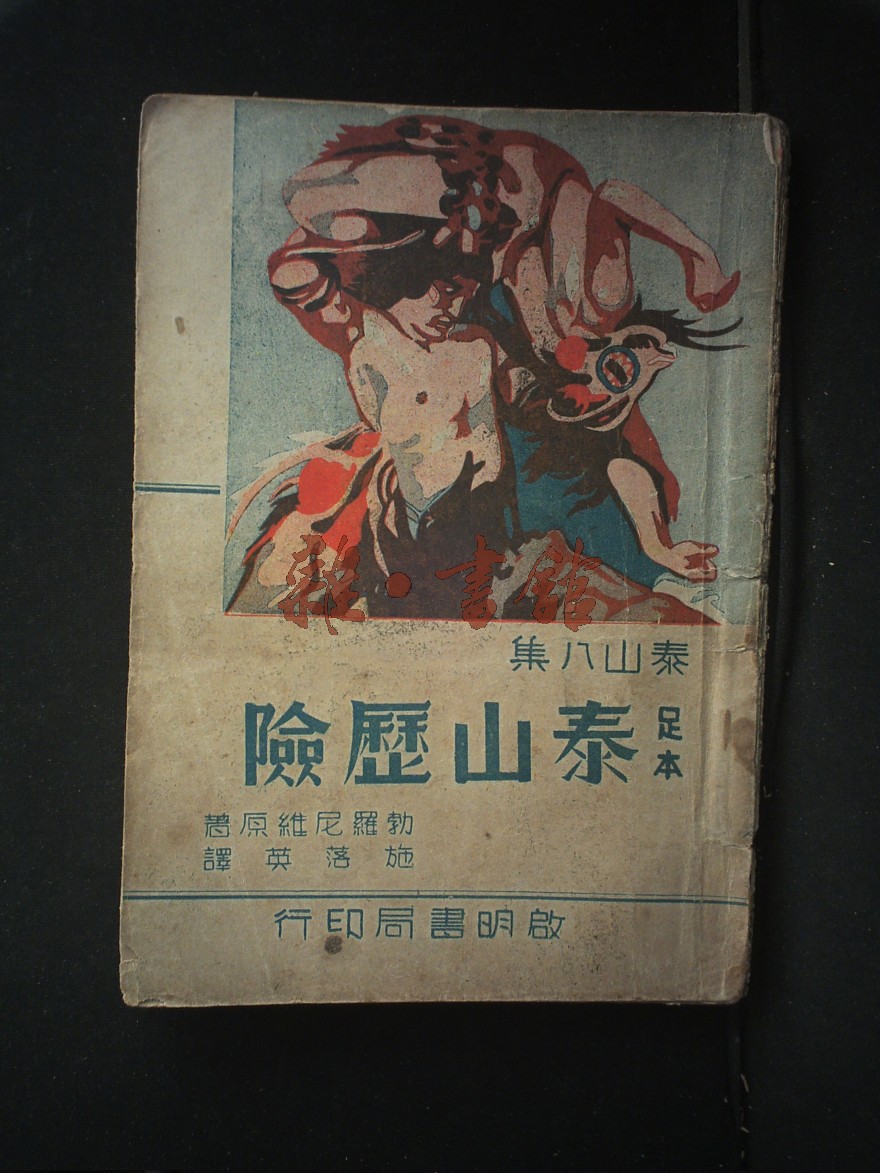 雜·書館
泰山八集
足本
泰山歷險
勃羅尼維原著
施落英譯
啟明書局印行